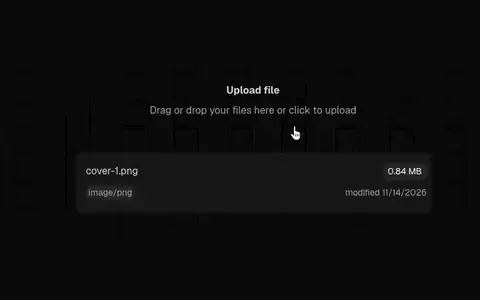 Upload file
Drag or drop your files here or click to upload
cover-1.png
0.84 MB
image/png
modified 11/14/2026